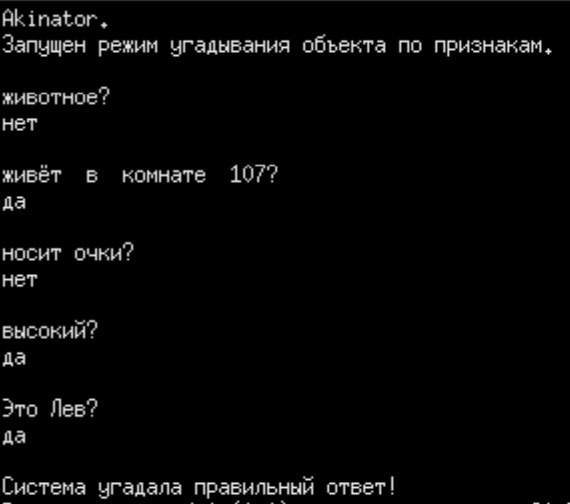 Akinator.
Запущен режим угадывания объекта по признакам.
животное?
нет
живёт в комнате 107?
да
носит очки?
нет
высокий?
да
Это Лев?
да
Система угадала правильный ответ!